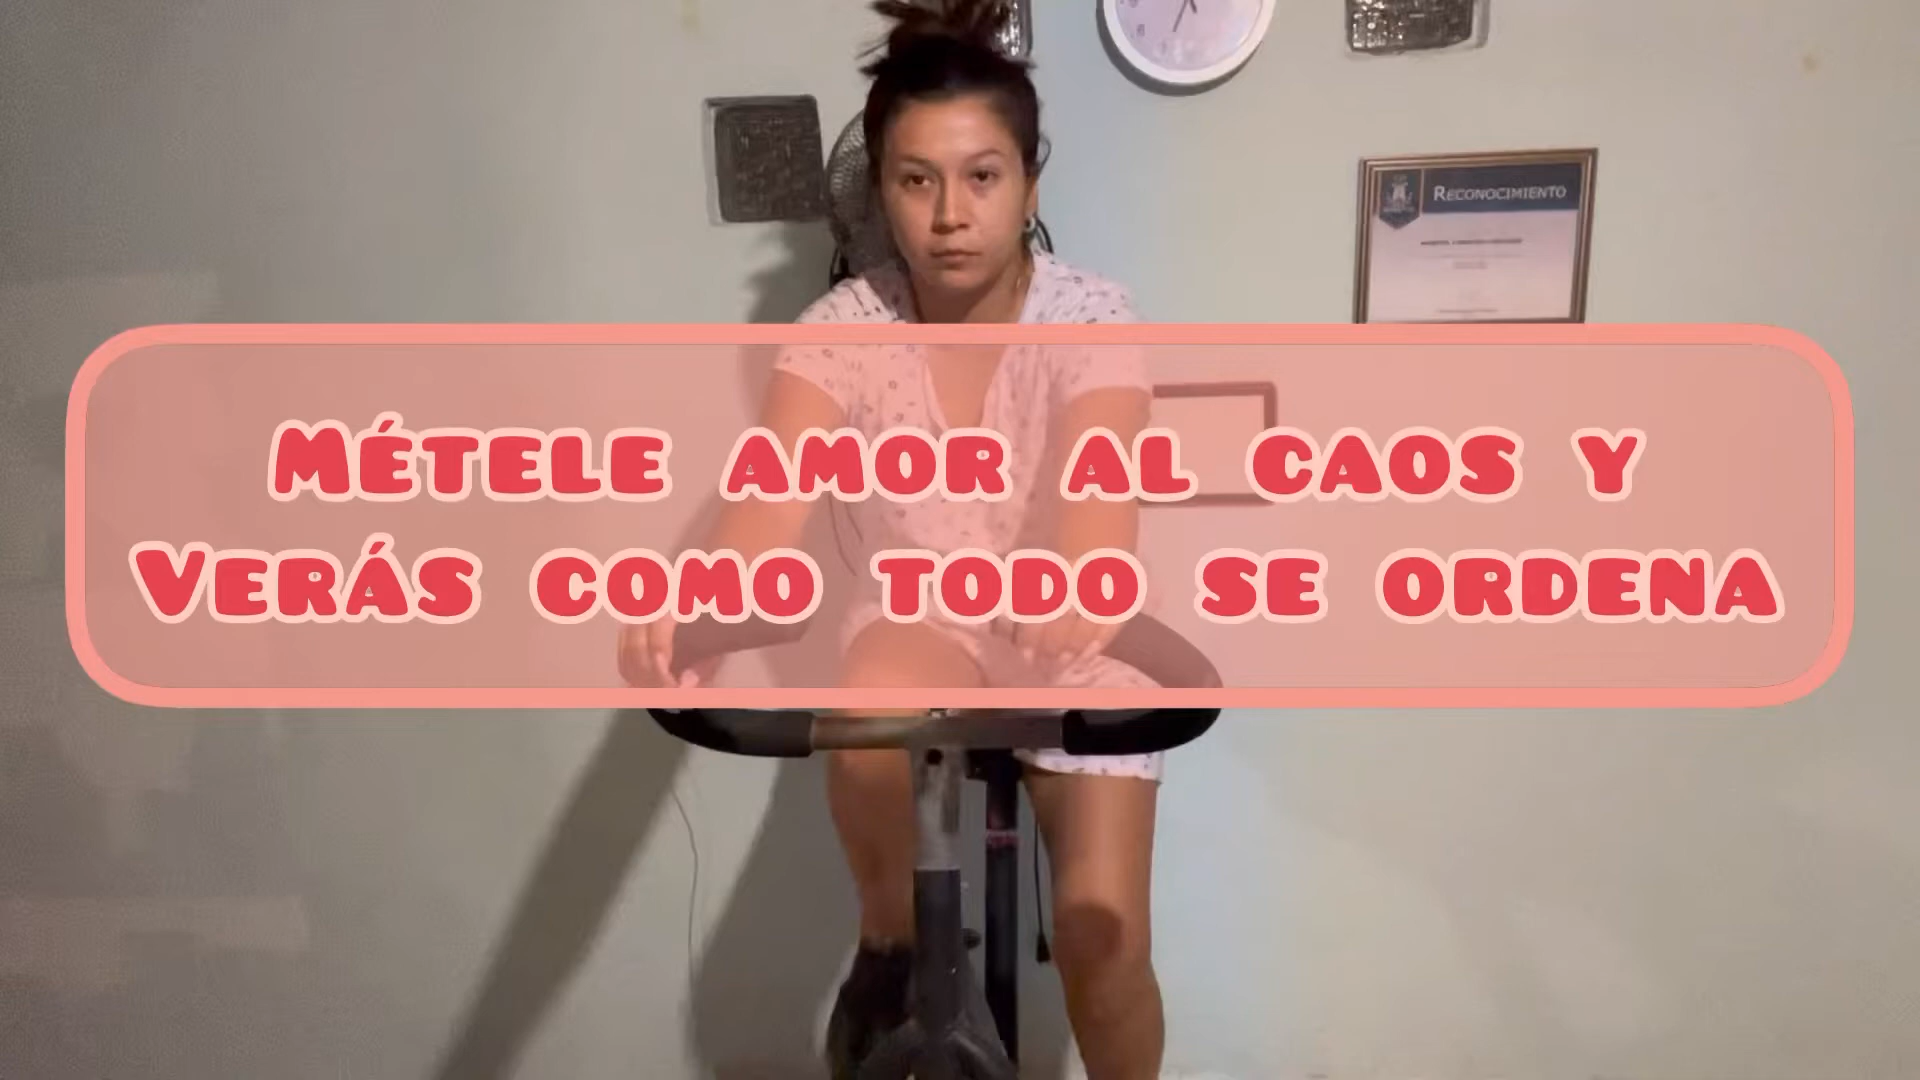 RECONOCIMIENTO
MÉTELE AMOR AL CAOS Y
VERÁS COMO TODO SE ORDENA